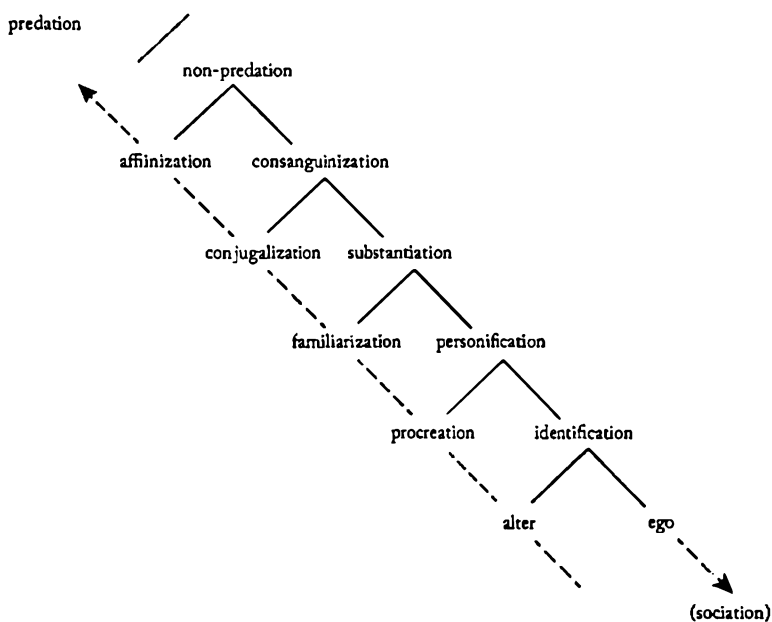 predation
non-predation
affinization consanguinization
conjugalization substantiation
familiarization personification
procreation identification
alter ego
(sociation)